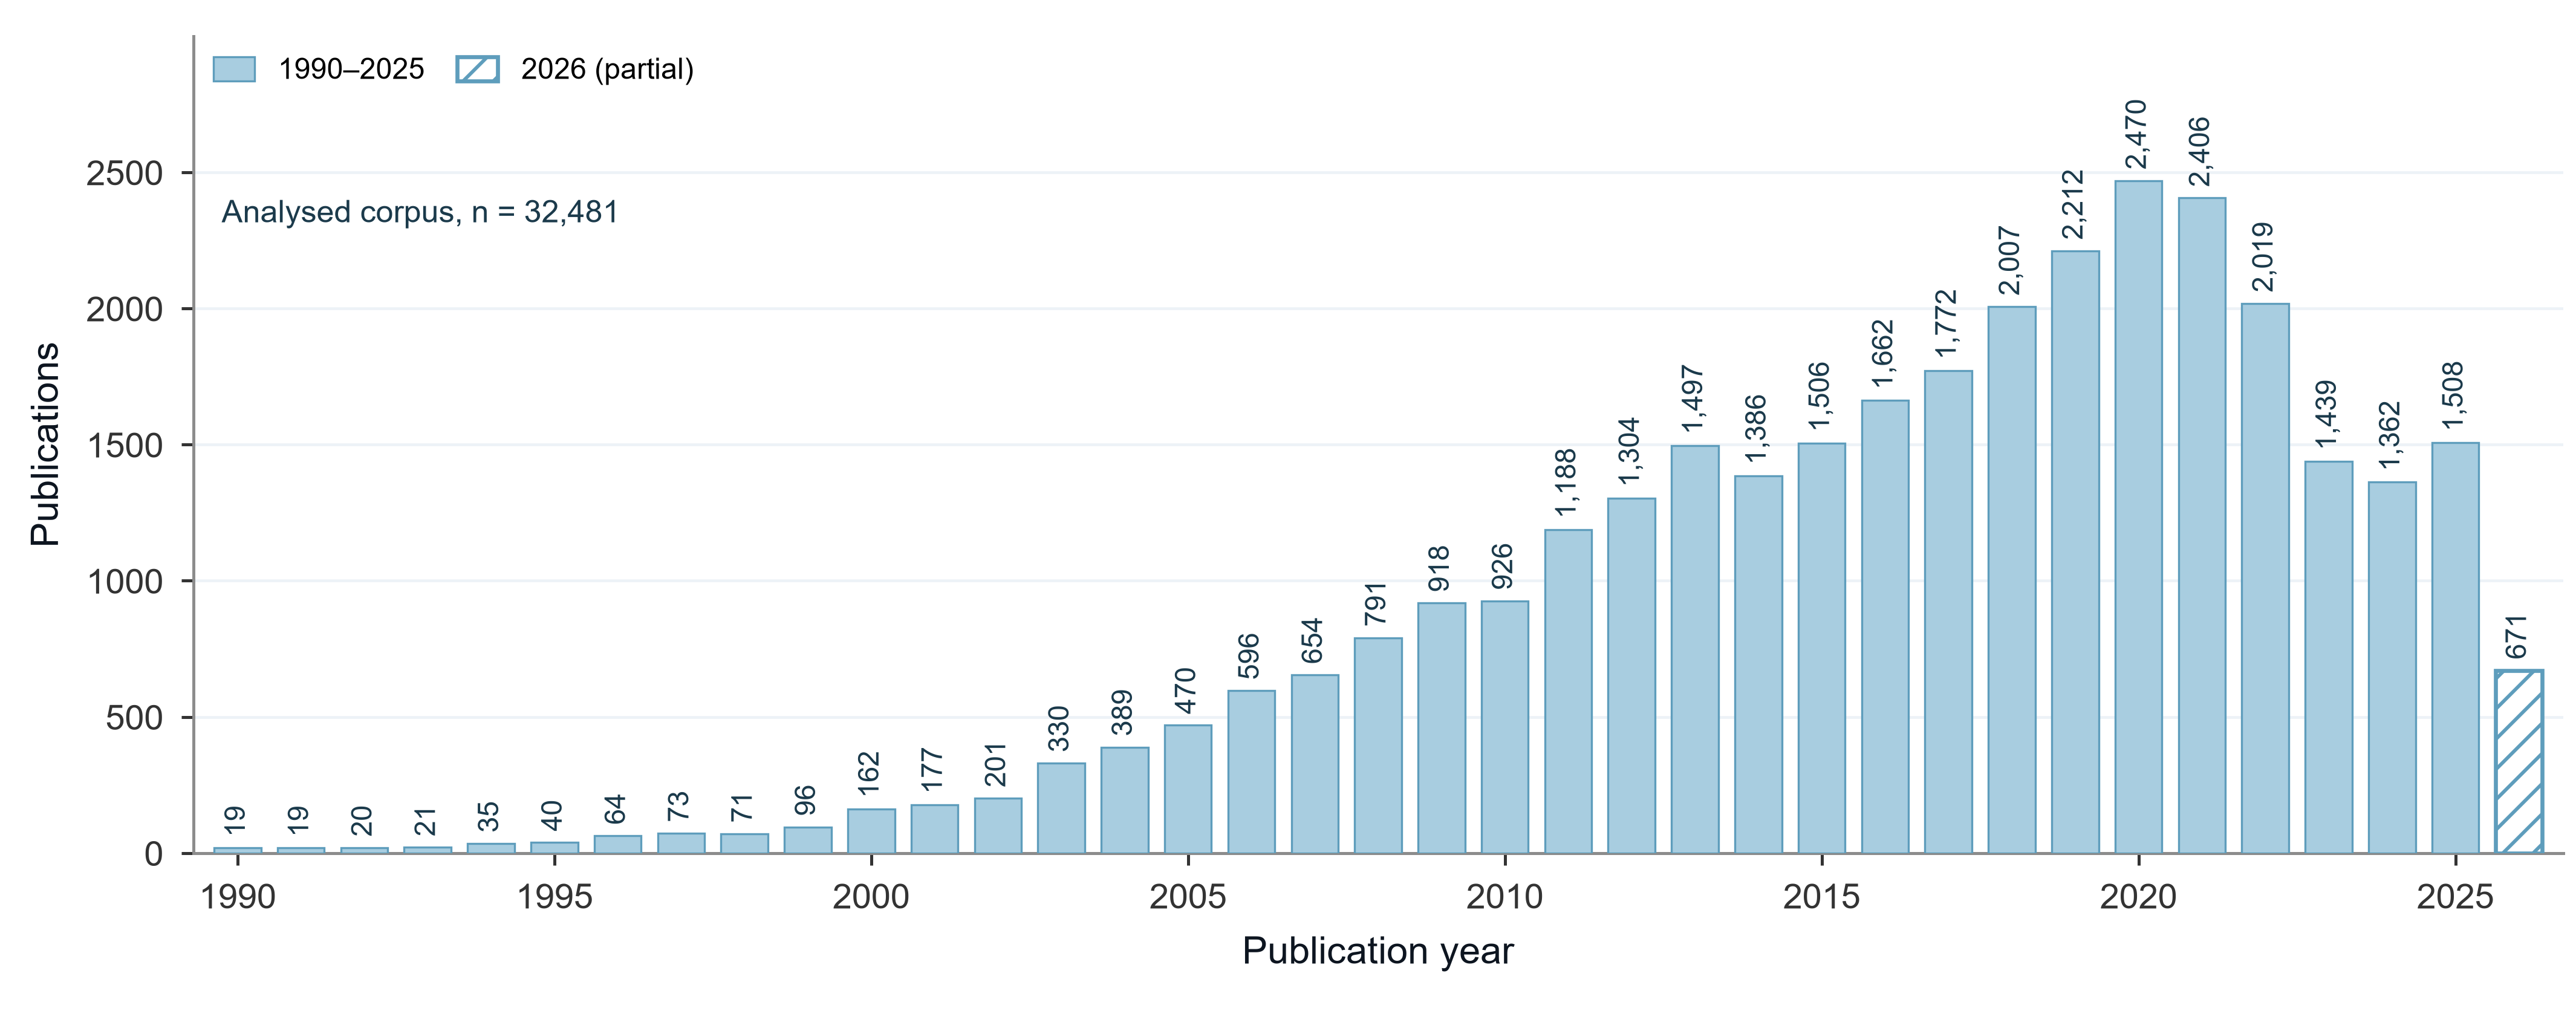 1990–2025 2026 (partial)
Analysed corpus, n = 32,481
Publications
2500
2000
1500
1000
500
0
19 19 20 21 35 40 64 73 71 96 162 177 201 330 389 470 596 654 791 918 926 1,188 1,304 1,497 1,386 1,506 1,662 1,772 2,007 2,212 2,470 2,406 2,019 1,439 1,362 1,508 671
1990 1995 2000 2005 2010 2015 2020 2025
Publication year